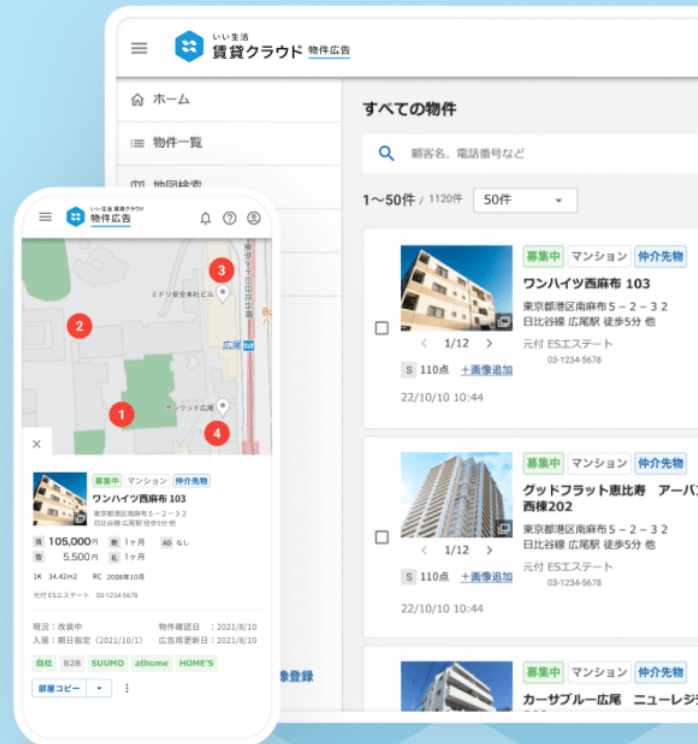 いい生活
賃貸クラウド 物件広告
ホーム
物件一覧
地図検索
すべての物件
顧客名、電話番号など
1〜50件 / 1120件 50件
募集中 マンション 仲介先物
ワンハイツ西麻布 103
東京都港区南麻布5-2-32
日比谷線 広尾駅 徒歩5分 他
元付 ESエステート
03-1234-5678
1/12
S 110点 +画像追加
22/10/10 10:44
募集中 マンション 仲介先物
グッドフラット恵比寿 アーバ
西棟202
東京都港区南麻布5-2-32
日比谷線 広尾駅 徒歩5分 他
元付 ESエステート
03-1234-5678
1/12
S 110点 +画像追加
22/10/10 10:44
募集中 マンション 仲介先物
カーサブルー広尾 ニューレジ
像登録
いい生活 賃貸クラウド
物件広告
3
ミドリ安全本社ビル
2
広尾
1
サンウッド広尾
4
募集中 マンション 仲介先物
ワンハイツ西麻布 103
東京都港区南麻布5-2-32
日比谷線 広尾駅 徒歩5分 他
賃 105,000円 敷 1ヶ月 AD なし
管 5,500円 礼 1ヶ月
1K 34.42m2 RC 2008年10月
元付 ESエステート 03-1234-5678
現況:改装中 物件確認日 :2021/8/10
入居:期日指定(2021/10/1) 広告用更新日:2021/8/10
自社 B2B SUUMO athome HOME'S
部屋コピー